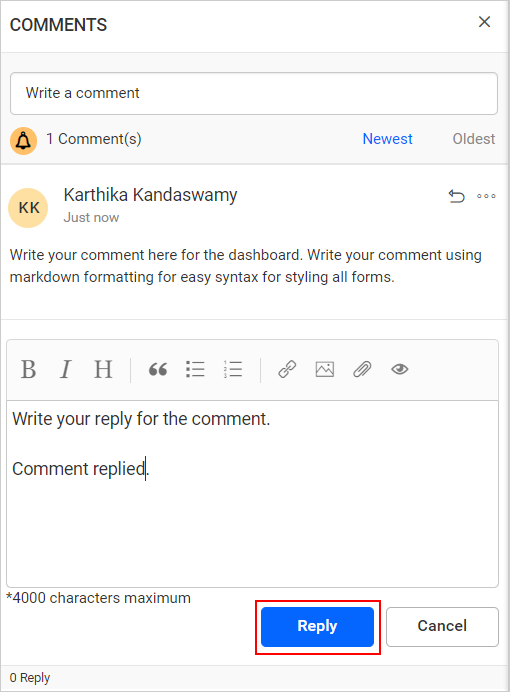 COMMENTS
Write a comment
1 Comment(s) Newest Oldest
KK Karthika Kandaswamy
Just now
Write your comment here for the dashboard. Write your comment using
markdown formatting for easy syntax for styling all forms.
B I H
Write your reply for the comment.
Comment replied.
*4000 characters maximum
Reply Cancel
0 Reply